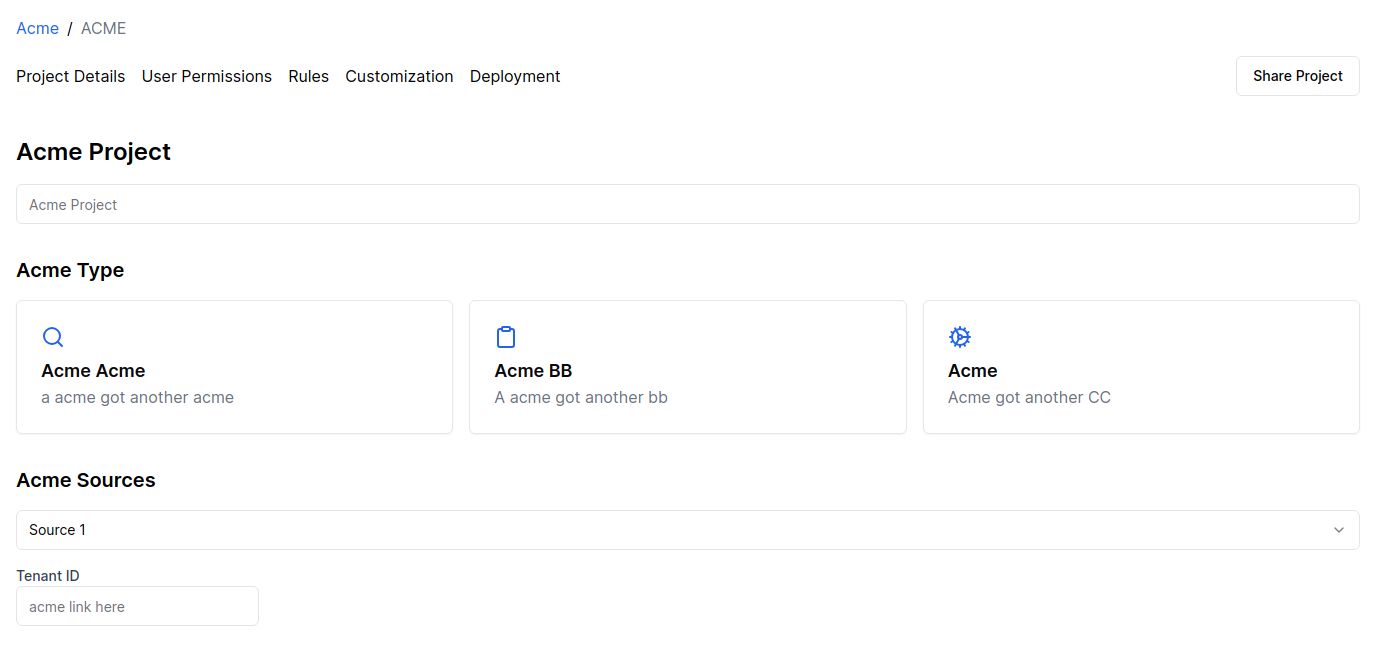 Acme / ACME
Project Details User Permissions Rules Customization Deployment Share Project
Acme Project
Acme Project
Acme Type
Acme Acme
a acme got another acme
Acme BB
A acme got another bb
Acme
Acme got another CC
Acme Sources
Source 1
Tenant ID
acme link here